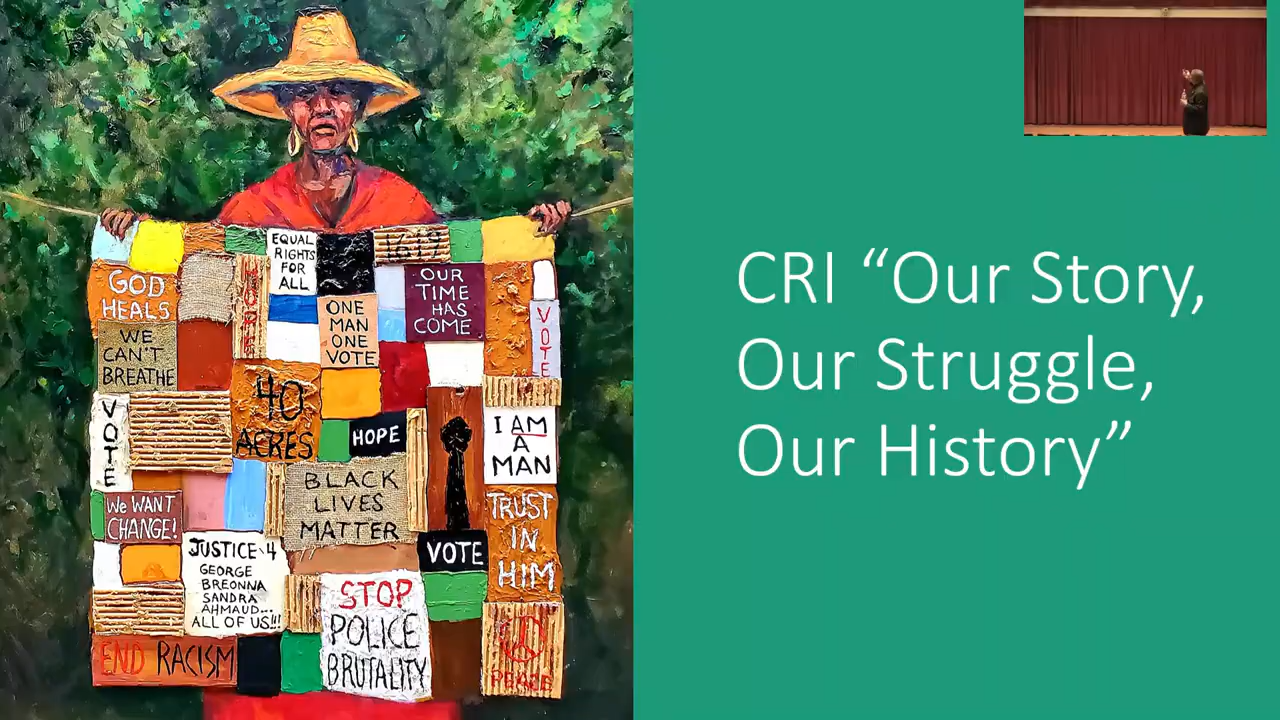 EQUAL
RIGHTS
FOR
ALL
1619
GOD
HEALS
VOTE
OUR
TIME
HAS
COME
ONE
MAN
ONE
VOTE
VOTE
WE
CAN'T
BREATHE
40
ACRES
VOTE
HOPE
I AM
A
MAN
BLACK
LIVES
MATTER
We WANT
CHANGE!
TRUST
IN
HIM
VOTE
JUSTICE 4
GEORGE
BREONNA
SANDRA
AHMAUD...
ALL OF US!!!
STOP
POLICE
BRUTALITY
END RACISM
PEACE
CRI “Our Story,
Our Struggle,
Our History”